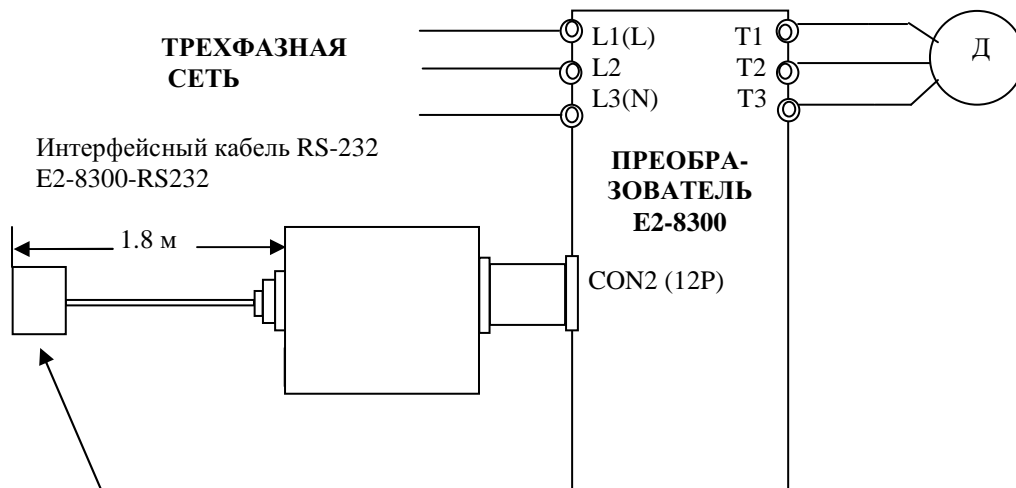 ТРЕХФАЗНАЯ
СЕТЬ
L1(L)
L2
L3(N)
T1
T2
T3
Д
Интерфейсный кабель RS-232
E2-8300-RS232
ПРЕОБРА-
ЗОВАТЕЛЬ
E2-8300
1.8 м
CON2 (12P)